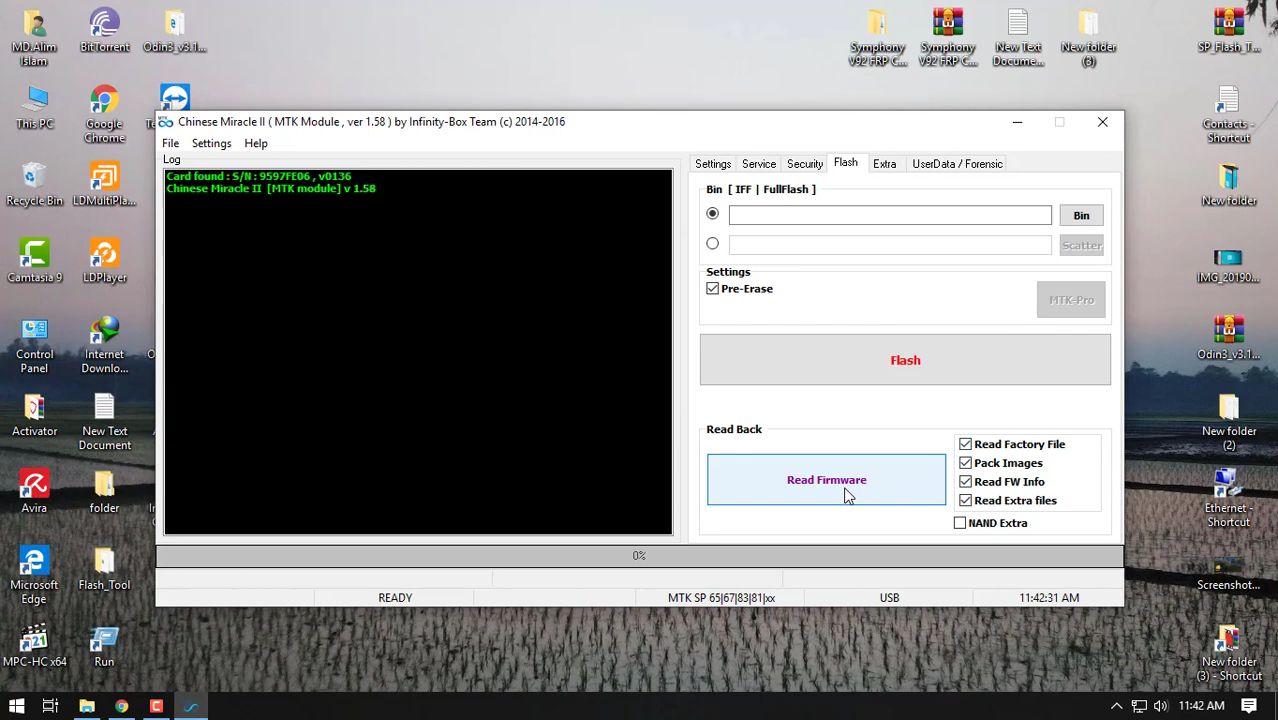 MD.Alim
Islam
BitTorrent
Odin3_v3.1...
Symphony
V92 FRP C...
Symphony
V92 FRP C...
New Text
Docume...
New folder
(3)
SP_Flash_T...
This PC
Google
Chrome
Contacts -
Shortcut
Recycle Bin
LDMultiPla...
New folder
Camtasia 9
LDPlayer
IMG_20190...
Control
Panel
Internet
Downlo...
Odin3_v3.1...
Activator
New Text
Document
New folder
(2)
Avira
folder
Ethernet -
Shortcut
Microsoft
Edge
Flash_Tool
Screenshot...
MPC-HC x64
Run
New folder
(3) - Shortcut
Chinese Miracle II ( MTK Module , ver 1.58 ) by Infinity-Box Team (c) 2014-2016
File Settings Help
Log
Card found : S/N : 9597FE06 , v0136
Chinese Miracle II [MTK module] v 1.58
Settings Service Security Flash Extra UserData / Forensic
Bin [ IFF | FullFlash ]
Bin
Scatter
Settings
Pre-Erase
MTK-Pro
Flash
Read Back
Read Firmware
Read Factory File
Pack Images
Read FW Info
Read Extra files
NAND Extra
0%
READY MTK SP 65|67|83|81|xx USB 11:42:31 AM
11:42 AM